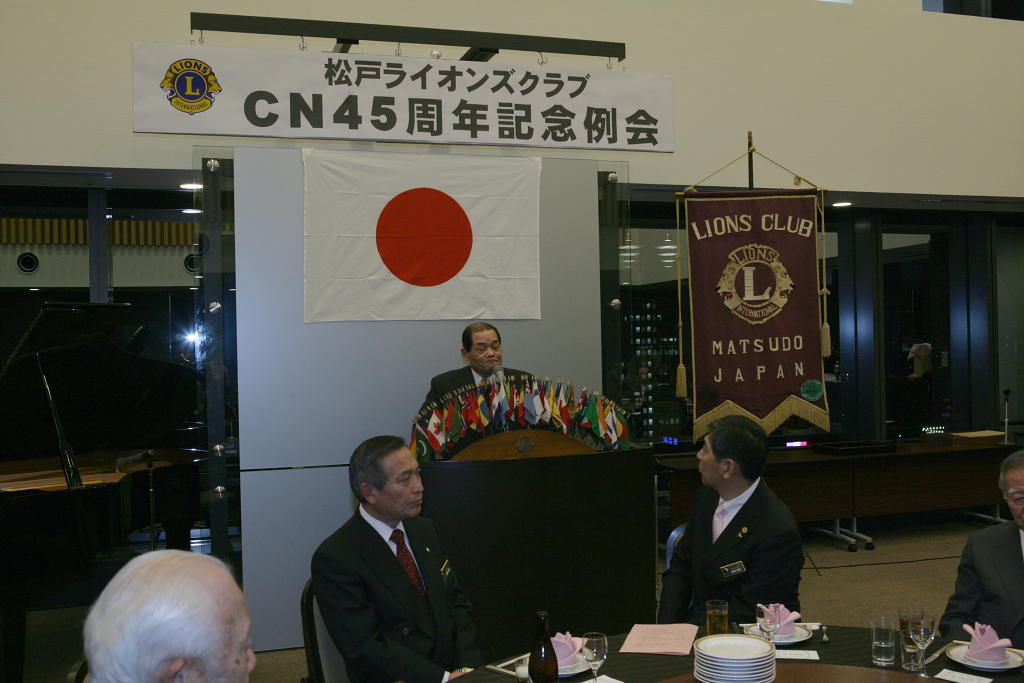 LIONS
L
INTERNATIONAL
松戸ライオンズクラブ
CN45周年記念例会
LIONS CLUB
LIONS
L
INTERNATIONAL
MATSUDO
JAPAN